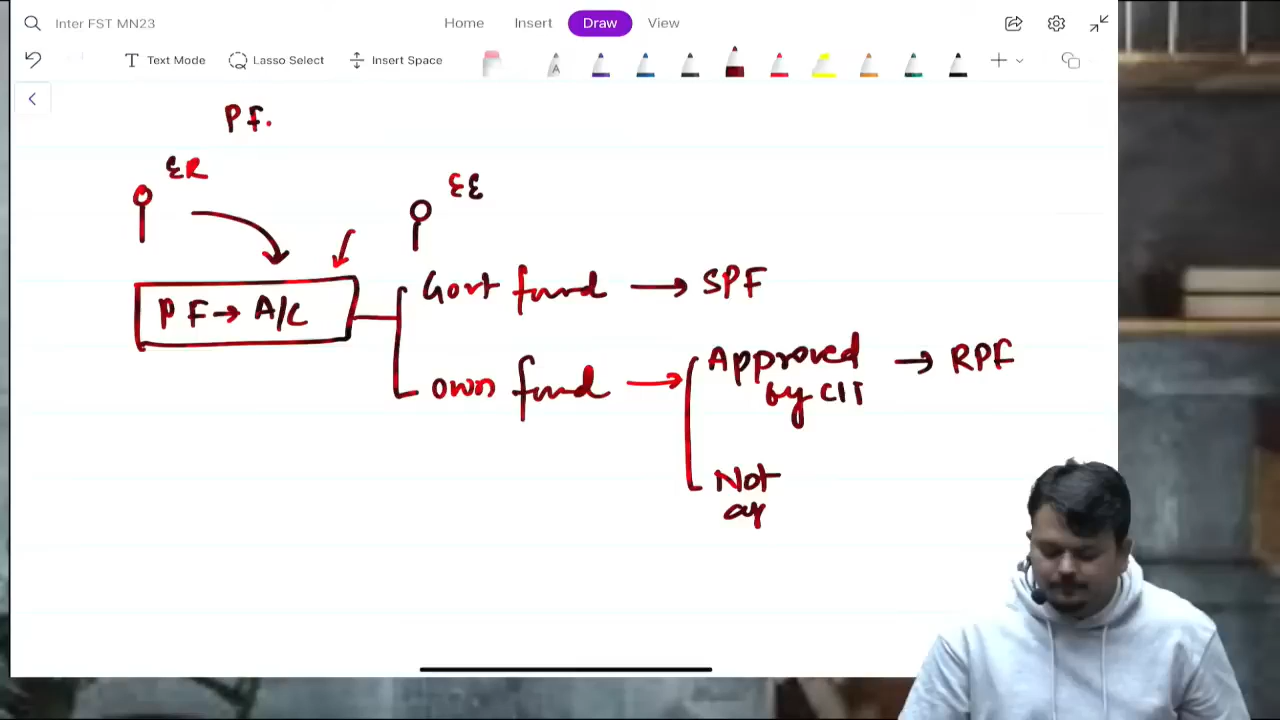 Inter FST MN23
Home Insert Draw View
A
T Text Mode Lasso Select Insert Space
PF.
ER
EE
PF → A/C
Govt fund → SPF
own fund →
Approved → RPF
by CIT
Not
ap